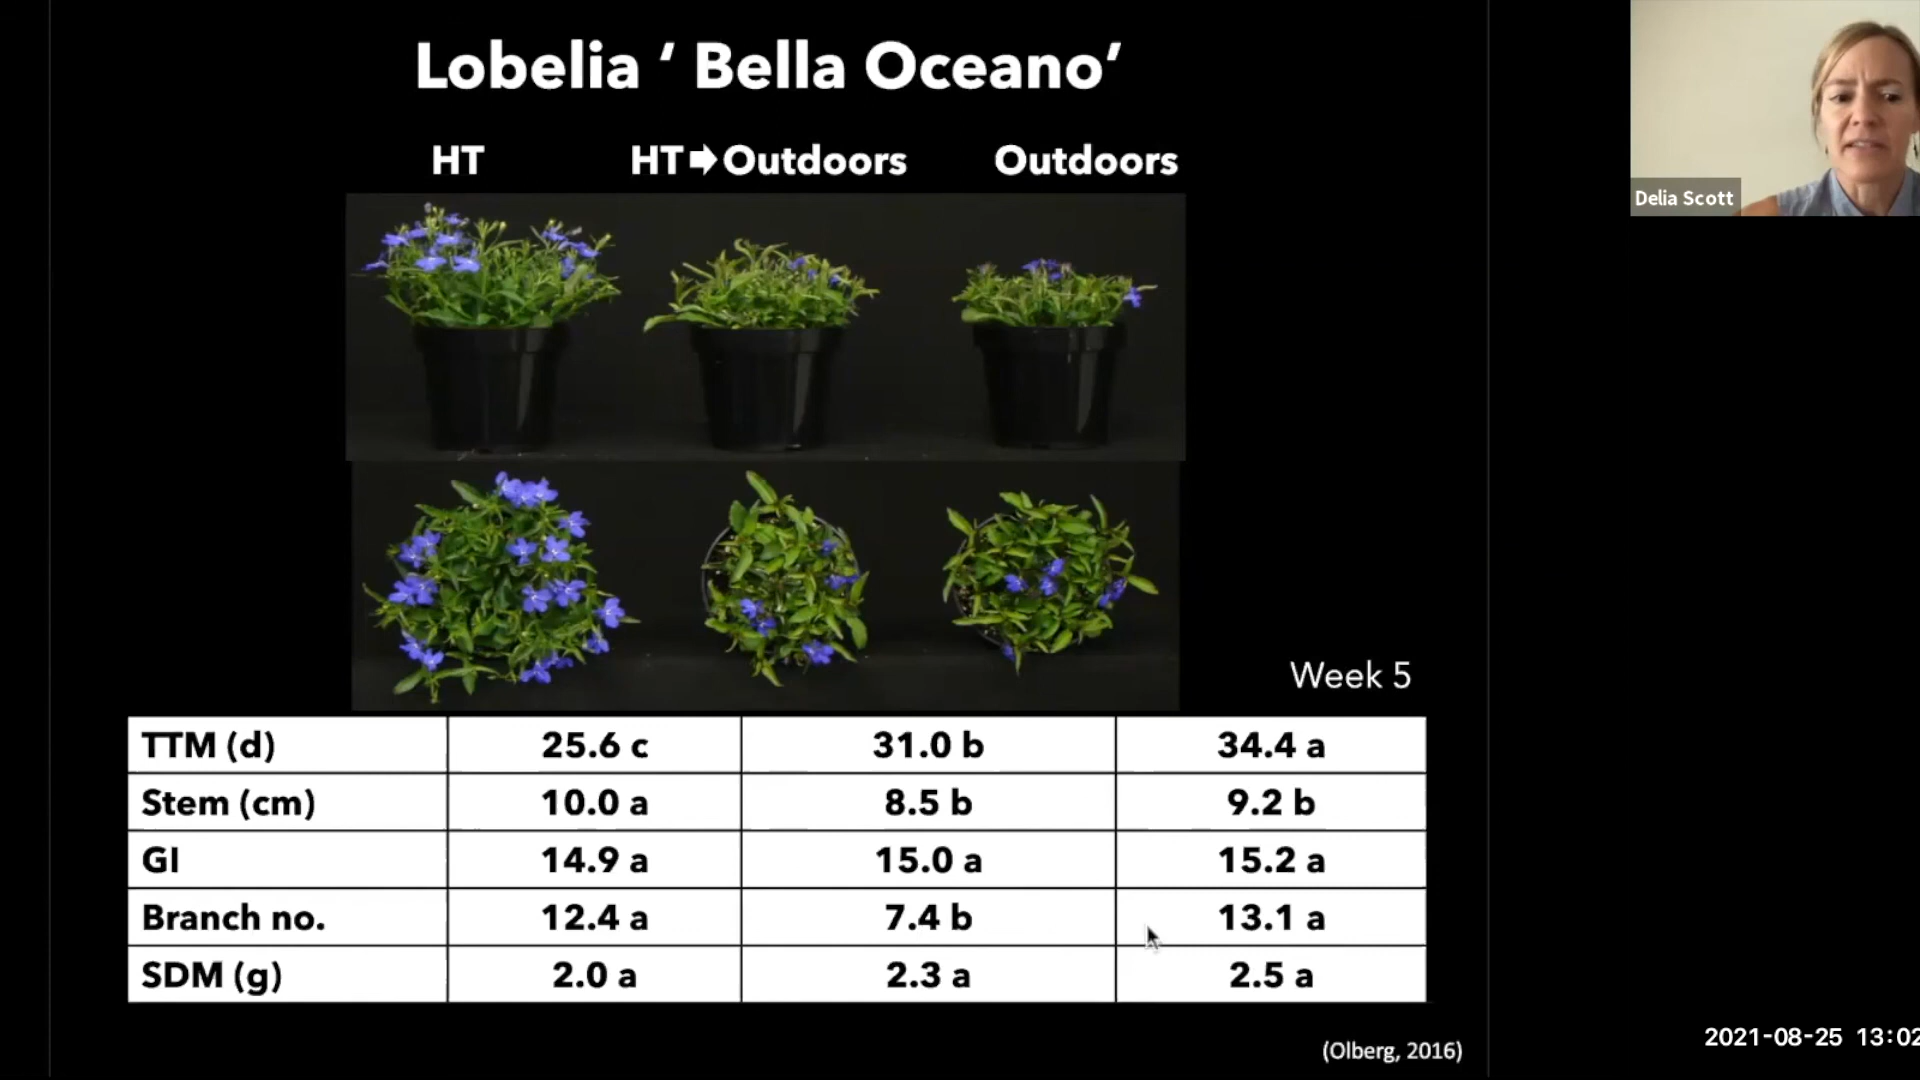 Lobelia ‘ Bella Oceano’
HT HT➡Outdoors Outdoors
Delia Scott
Week 5
TTM (d) 25.6 c 31.0 b 34.4 a
Stem (cm) 10.0 a 8.5 b 9.2 b
GI 14.9 a 15.0 a 15.2 a
Branch no. 12.4 a 7.4 b 13.1 a
SDM (g) 2.0 a 2.3 a 2.5 a
(Olberg, 2016)
2021-08-25 13:02